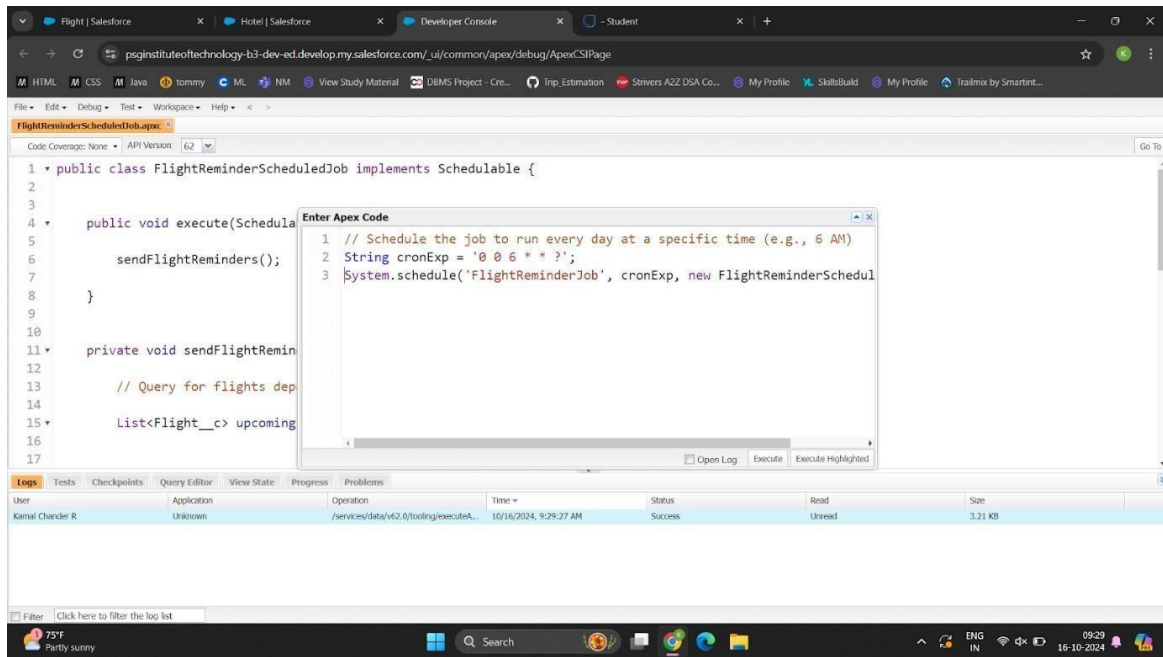 Flight | Salesforce
Hotel | Salesforce
Developer Console
- Student
psginstituteoftechnology-b3-dev-ed.develop.my.salesforce.com/_ui/common/apex/debug/ApexCSIPage
K
HTML CSS Java tommy ML NM View Study Material DBMS Project - Cre... Trip_Estimation Strivers A2Z DSA Co... My Profile SkillsBuild My Profile Trailmix by Smartint...
File Edit Debug Test Workspace Help < >
FlightReminderScheduledJob.apxc
Code Coverage: None API Version: 62 Go To
1 public class FlightReminderScheduledJob implements Schedulable {
2
3
4 public void execute(Schedula
5
6 sendFlightReminders();
7
8 }
9
10
11 private void sendFlightRemin
12
13 // Query for flights dep
14
15 List<Flight__c> upcoming
16
17
Enter Apex Code
1 // Schedule the job to run every day at a specific time (e.g., 6 AM)
2 String cronExp = '0 0 6 * * ?';
3 System.schedule('FlightReminderJob', cronExp, new FlightReminderSchedul
Open Log Execute Execute Highlighted
Logs Tests Checkpoints Query Editor View State Progress Problems
User Application Operation Time Status Read Size
Kamal Chander R Unknown /services/data/v62.0/tooling/executeA... 10/16/2024, 9:29:27 AM Success Unread 3.21 KB
Filter Click here to filter the log list
75°F
Partly sunny
Search
ENG
IN
09:29
16-10-2024